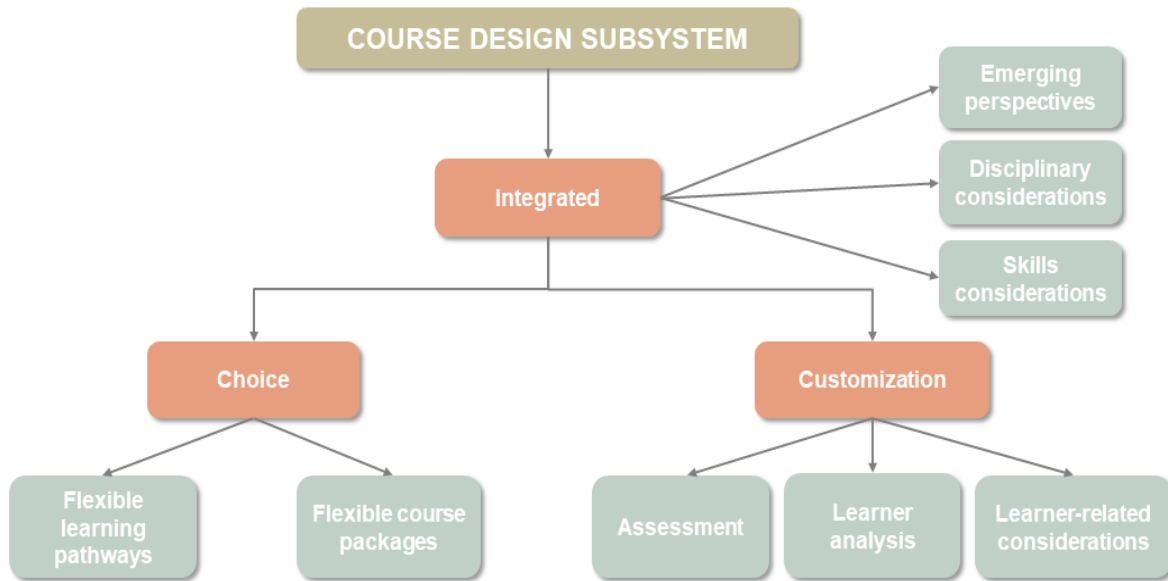 COURSE DESIGN SUBSYSTEM
Emerging
perspectives
Disciplinary
considerations
Integrated
Skills
considerations
Choice
Customization
Flexible
learning
pathways
Flexible course
packages
Assessment
Learner
analysis
Learner-related
considerations